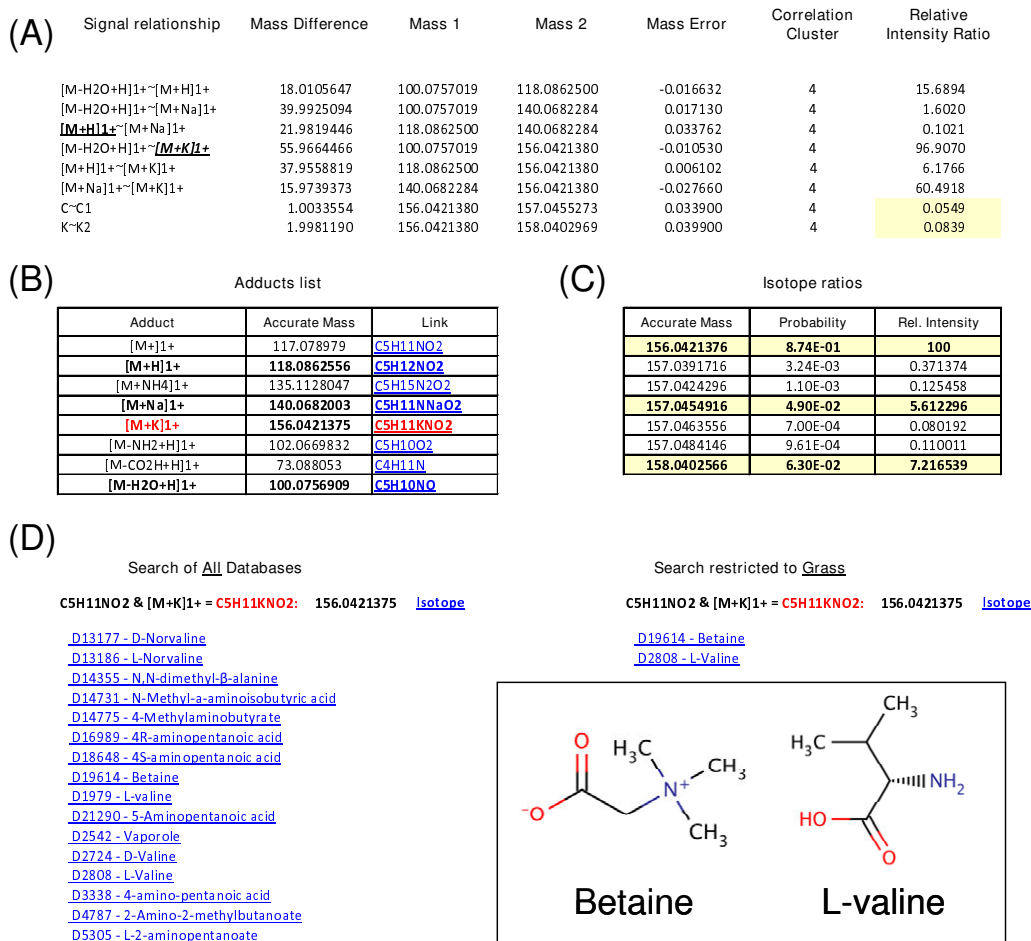 (A)
Signal relationship Mass Difference Mass 1 Mass 2 Mass Error Correlation Cluster Relative Intensity Ratio
[M-H2O+H]1+~[M+H]1+ 18.0105647 100.0757019 118.0862500 -0.016632 4 15.6894
[M-H2O+H]1+~[M+Na]1+ 39.9925094 100.0757019 140.0682284 0.017130 4 1.6020
[M+H]1+~[M+Na]1+ 21.9819446 118.0862500 140.0682284 0.033762 4 0.1021
[M-H2O+H]1+~[M+K]1+ 55.9664466 100.0757019 156.0421380 -0.010530 4 96.9070
[M+H]1+~[M+K]1+ 37.9558819 118.0862500 156.0421380 0.006102 4 6.1766
[M+Na]1+~[M+K]1+ 15.9739373 140.0682284 156.0421380 -0.027660 4 60.4918
C~C1 1.0033554 156.0421380 157.0455273 0.033900 4 0.0549
K~K2 1.9981190 156.0421380 158.0402969 0.039900 4 0.0839
(B)
Adducts list
Adduct Accurate Mass Link
[M+]1+ 117.078979 C5H11NO2
[M+H]1+ 118.0862556 C5H12NO2
[M+NH4]1+ 135.1128047 C5H15N2O2
[M+Na]1+ 140.0682003 C5H11NNaO2
[M+K]1+ 156.0421375 C5H11KNO2
[M-NH2+H]1+ 102.0669832 C5H10O2
[M-CO2H+H]1+ 73.088053 C4H11N
[M-H2O+H]1+ 100.0756909 C5H10NO
(C)
Isotope ratios
Accurate Mass Probability Rel. Intensity
156.0421376 8.74E-01 100
157.0391716 3.24E-03 0.371374
157.0424296 1.10E-03 0.125458
157.0454916 4.90E-02 5.612296
157.0463556 7.00E-04 0.080192
157.0484146 9.61E-04 0.110011
158.0402566 6.30E-02 7.216539
(D)
Search of All Databases
C5H11NO2 & [M+K]1+ = C5H11KNO2: 156.0421375 Isotope
D13177 - D-Norvaline
D13186 - L-Norvaline
D14355 - N,N-dimethyl-β-alanine
D14731 - N-Methyl-a-aminoisobutyric acid
D14775 - 4-Methylaminobutyrate
D16989 - 4R-aminopentanoic acid
D18648 - 4S-aminopentanoic acid
D19614 - Betaine
D1979 - L-valine
D21290 - 5-Aminopentanoic acid
D2542 - Vaporole
D2724 - D-Valine
D2808 - L-Valine
D3338 - 4-amino-pentanoic acid
D4787 - 2-Amino-2-methylbutanoate
D5305 - L-2-aminopentanoate
Search restricted to Grass
C5H11NO2 & [M+K]1+ = C5H11KNO2: 156.0421375 Isotope
D19614 - Betaine
D2808 - L-Valine
O
H3C
CH3
N+
-O
CH3
Betaine
CH3
H3C
NH2
HO
O
L-valine